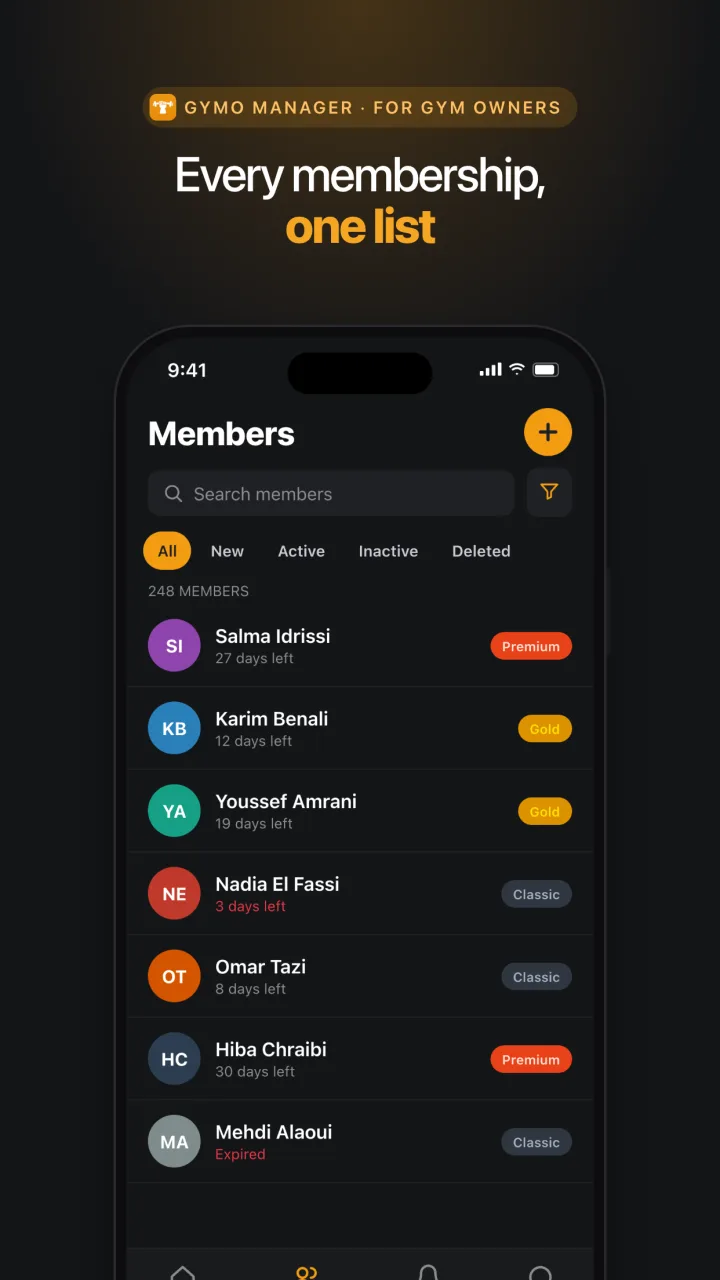 GYMO MANAGER · FOR GYM OWNERS
Every membership,
one list
9:41
Members
Search members
All New Active Inactive Deleted
248 MEMBERS
SI Salma Idrissi Premium
27 days left
KB Karim Benali Gold
12 days left
YA Youssef Amrani Gold
19 days left
NE Nadia El Fassi Classic
3 days left
OT Omar Tazi Classic
8 days left
HC Hiba Chraibi Premium
30 days left
MA Mehdi Alaoui Classic
Expired